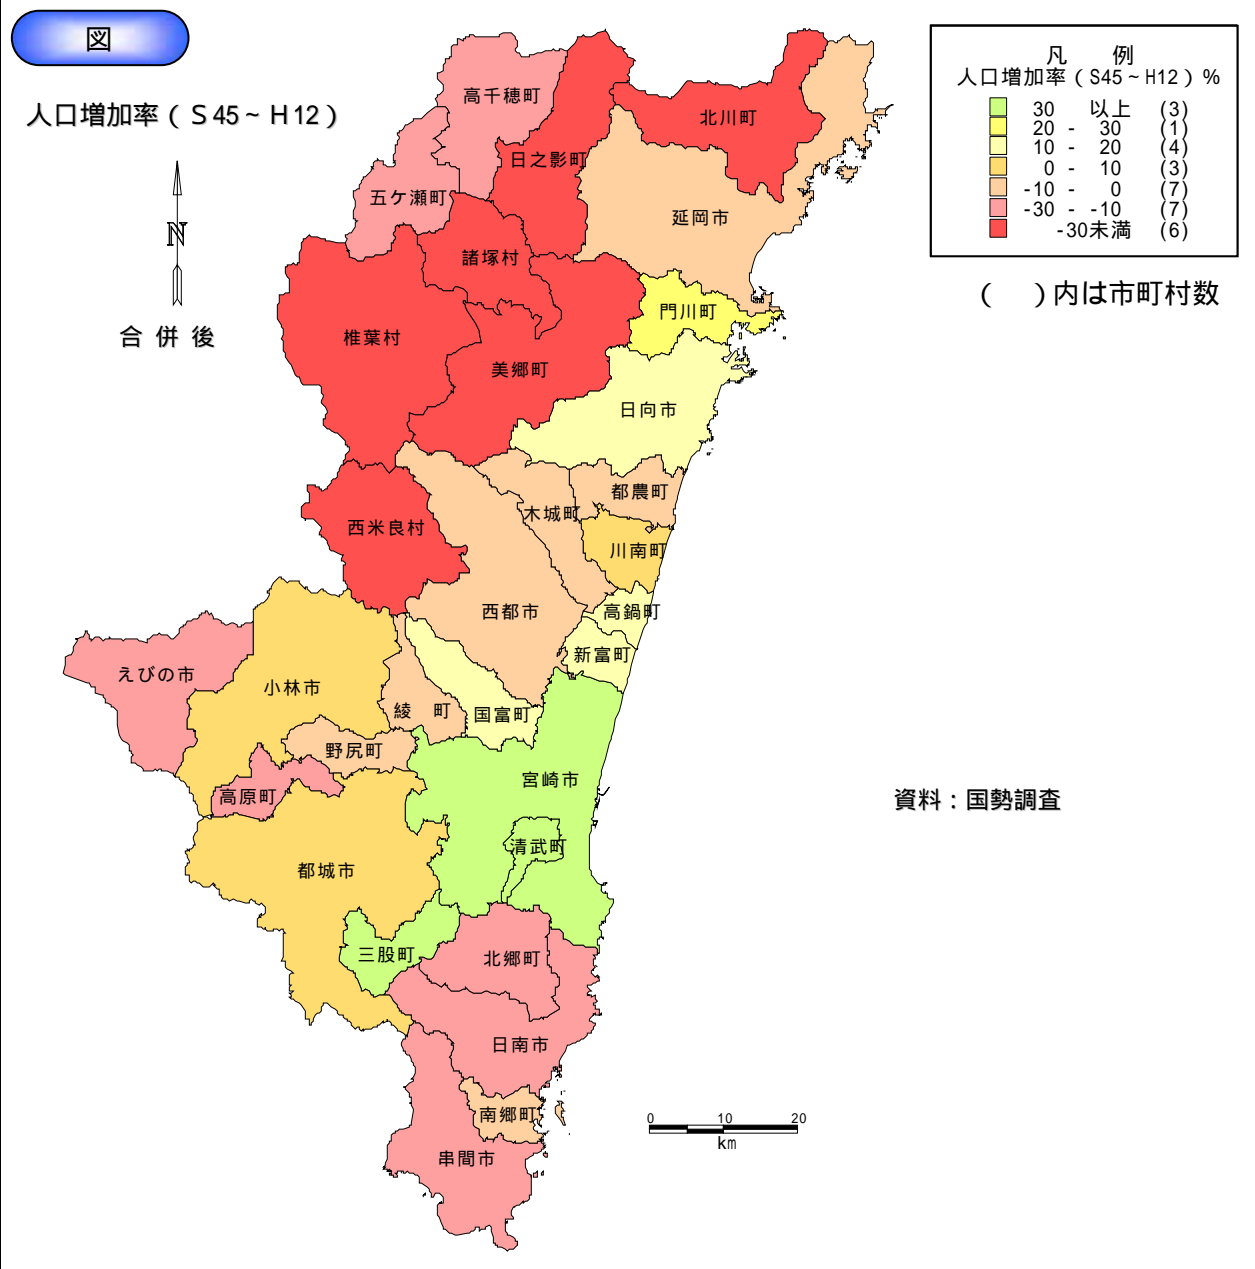 図
人口増加率（Ｓ45～Ｈ12）
N
合併後
凡　例
人口増加率（S45～H12）%
30 以上 (3)
20 - 30 (1)
10 - 20 (4)
0 - 10 (3)
-10 - 0 (7)
-30 - -10 (7)
-30未満 (6)
（　）内は市町村数
高千穂町
北川町
日之影町
五ケ瀬町
延岡市
諸塚村
門川町
椎葉村
美郷町
日向市
都農町
木城町
西米良村
川南町
西都市
高鍋町
新富町
えびの市
小林市
綾　町
国富町
野尻町
宮崎市
高原町
清武町
都城市
三股町
北郷町
日南市
南郷町
串間市
資料：国勢調査
0 10 20
km